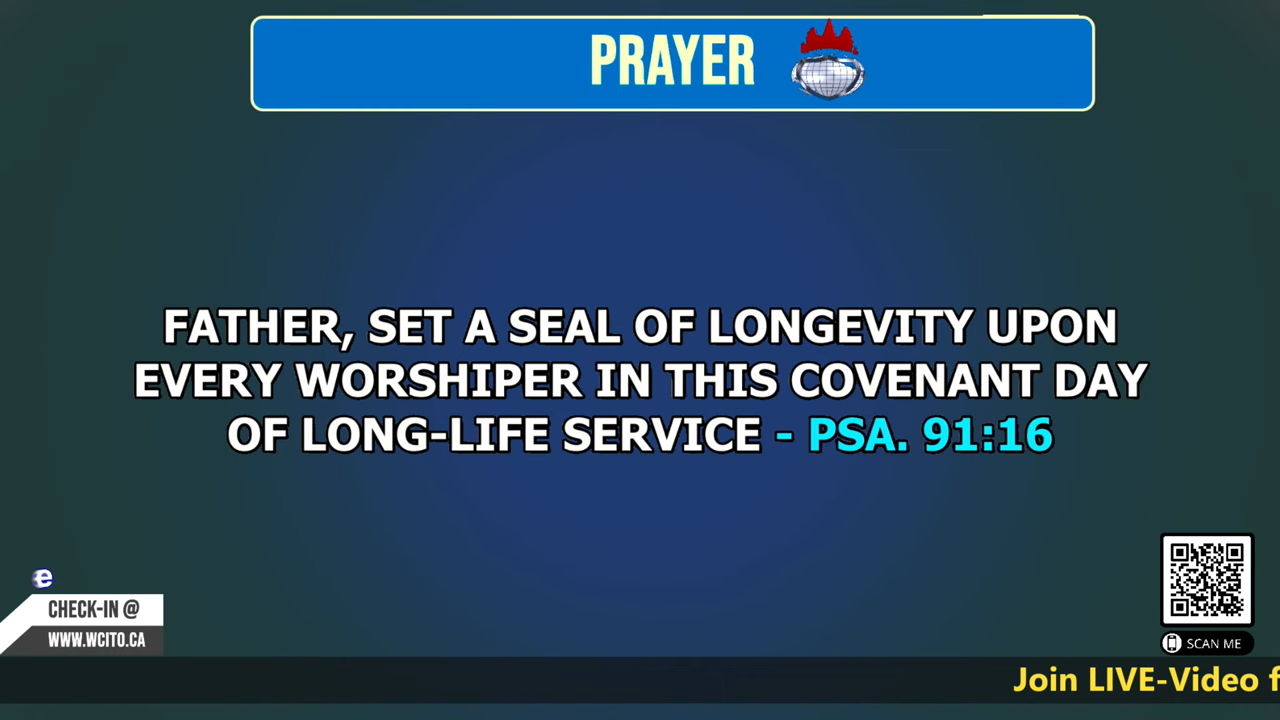 PRAYER
FATHER, SET A SEAL OF LONGEVITY UPON
EVERY WORSHIPER IN THIS COVENANT DAY
OF LONG-LIFE SERVICE - PSA. 91:16
e
CHECK-IN @
WWW.WCITO.CA
SCAN ME
Join LIVE-Video f